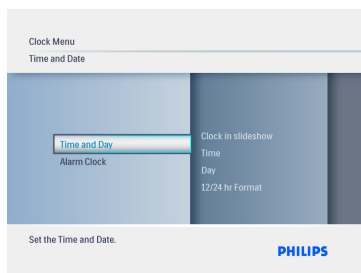 Clock Menu
Time and Date
Time and Day
Alarm Clock
Clock in slideshow
Time
Day
12/24 hr Format
Set the Time and Date.
PHILIPS